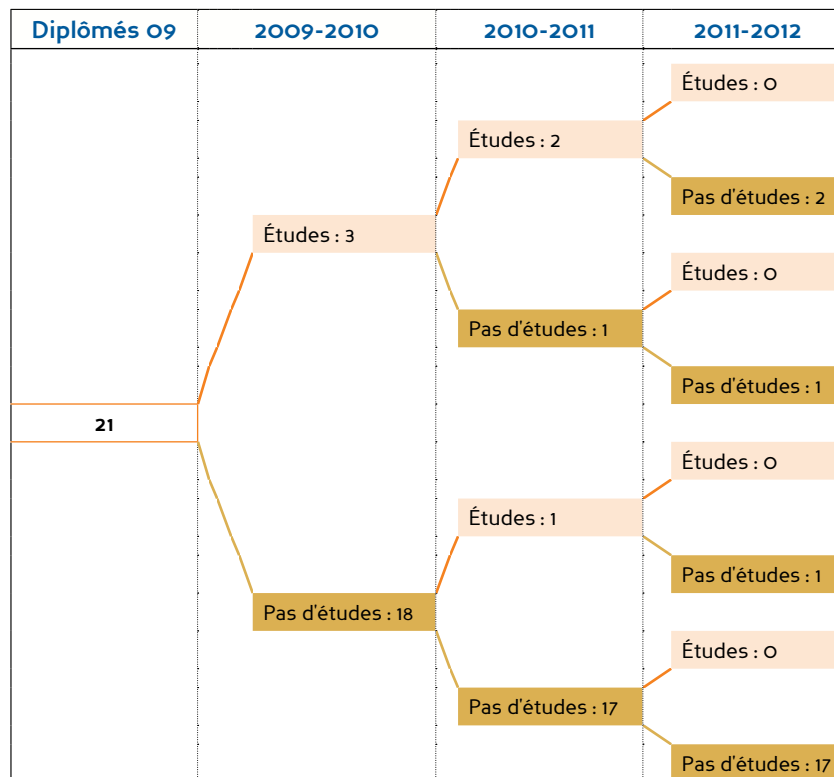 Diplômés 09 2009-2010 2010-2011 2011-2012
Études : 0
Études : 2
Pas d'études : 2
Études : 3
Études : 0
Pas d'études : 1
Pas d'études : 1
21
Études : 0
Études : 1
Pas d'études : 1
Pas d'études : 18
Études : 0
Pas d'études : 17
Pas d'études : 17